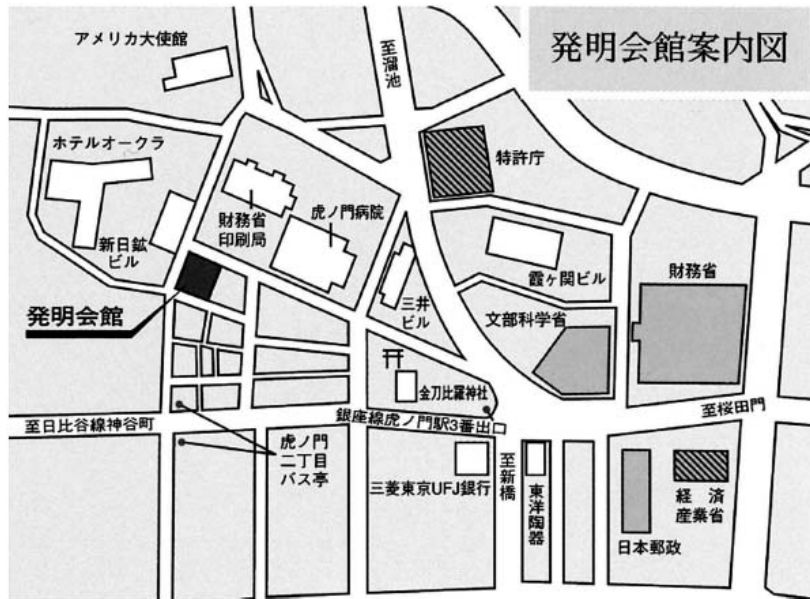 発明会館案内図
アメリカ大使館
至溜池
ホテルオークラ
特許庁
財務省
印刷局
虎ノ門病院
新日鉱
ビル
霞ヶ関ビル
財務省
発明会館
三井
ビル
文部科学省
金刀比羅神社
至桜田門
至日比谷線神谷町
銀座線虎ノ門駅3番出口
虎ノ門
二丁目
バス亭
三菱東京UFJ銀行
至新橋
東洋陶器
経済
産業省
日本郵政